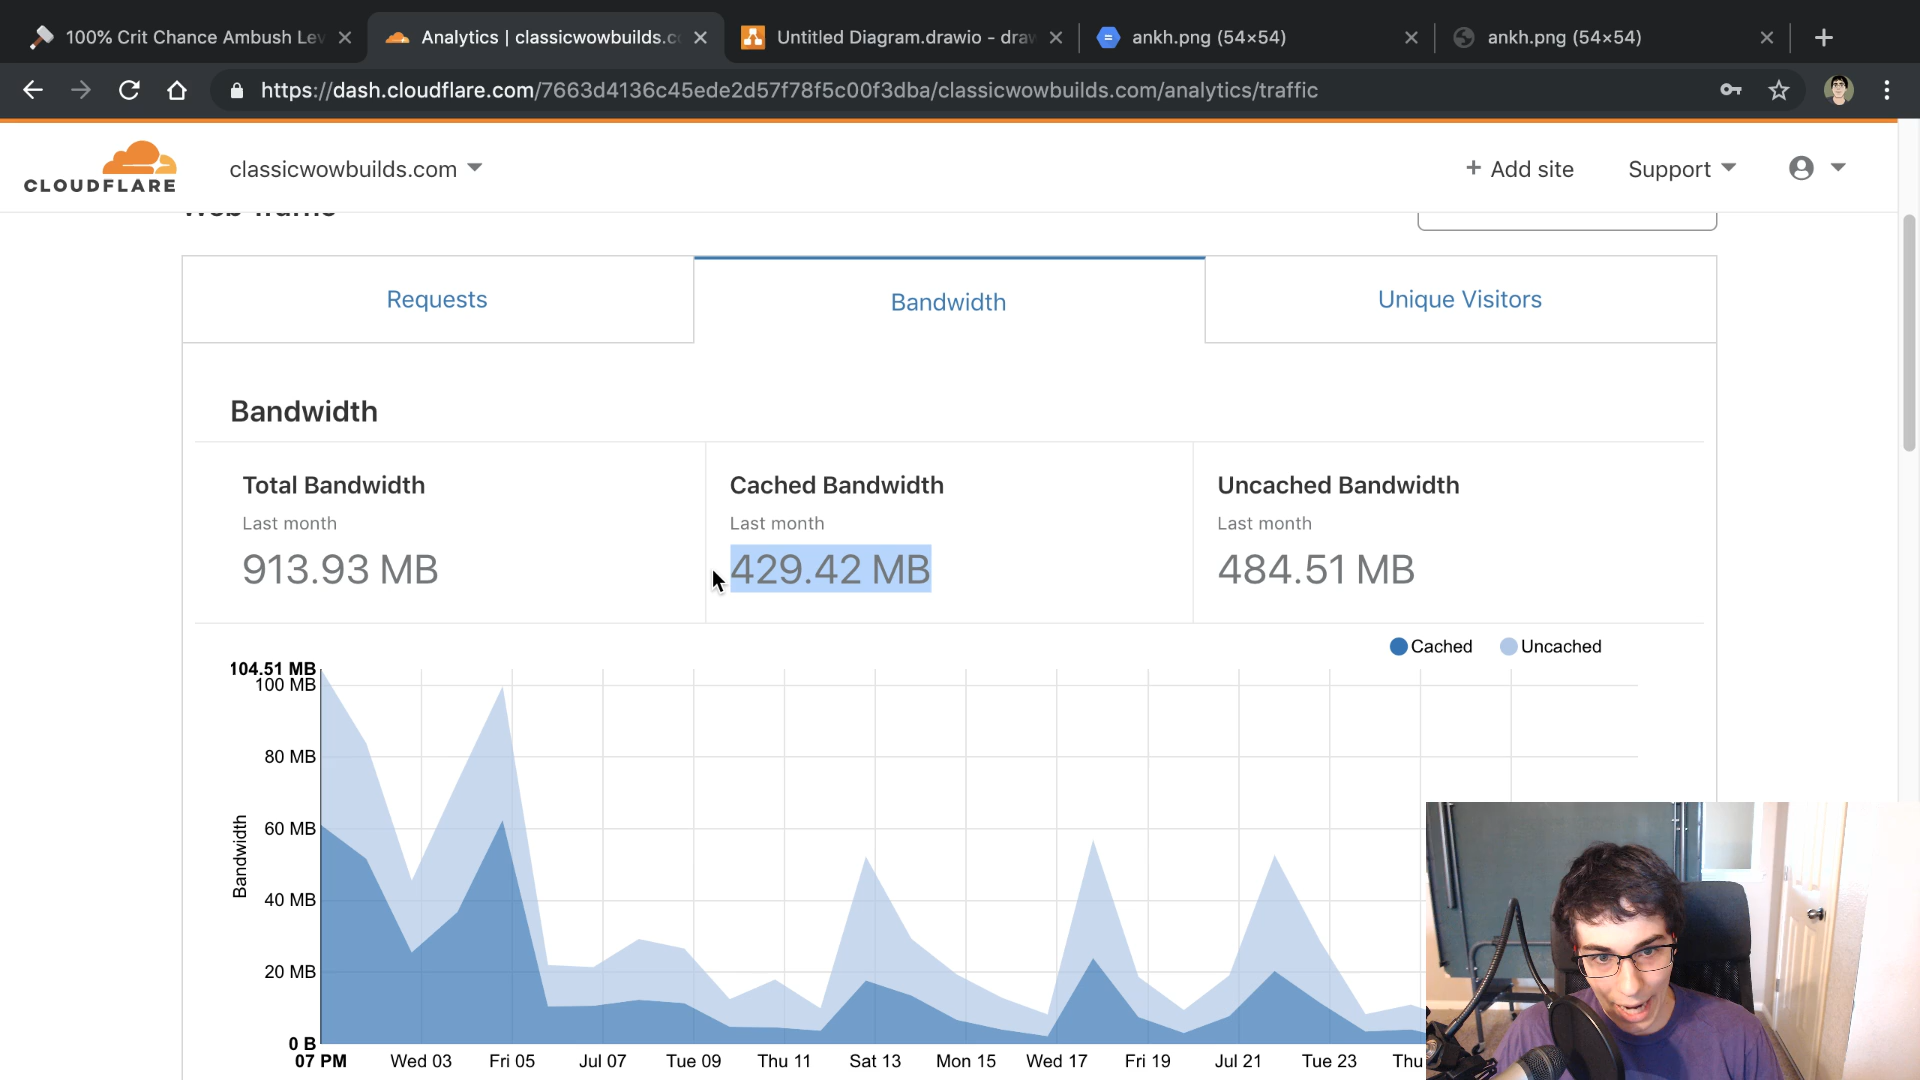 100% Crit Chance Ambush Lev
Analytics | classicwowbuilds.co
Untitled Diagram.drawio - draw
ankh.png (54×54)
ankh.png (54×54)
https://dash.cloudflare.com/7663d4136c45ede2d57f78f5c00f3dba/classicwowbuilds.com/analytics/traffic
CLOUDFLARE
classicwowbuilds.com
+ Add site
Support
Web Traffic
Requests
Bandwidth
Unique Visitors
Bandwidth
Total Bandwidth
Last month
913.93 MB
Cached Bandwidth
Last month
429.42 MB
Uncached Bandwidth
Last month
484.51 MB
Cached
Uncached
104.51 MB
100 MB
80 MB
60 MB
40 MB
20 MB
0 B
Bandwidth
07 PM
Wed 03
Fri 05
Jul 07
Tue 09
Thu 11
Sat 13
Mon 15
Wed 17
Fri 19
Jul 21
Tue 23
Thu